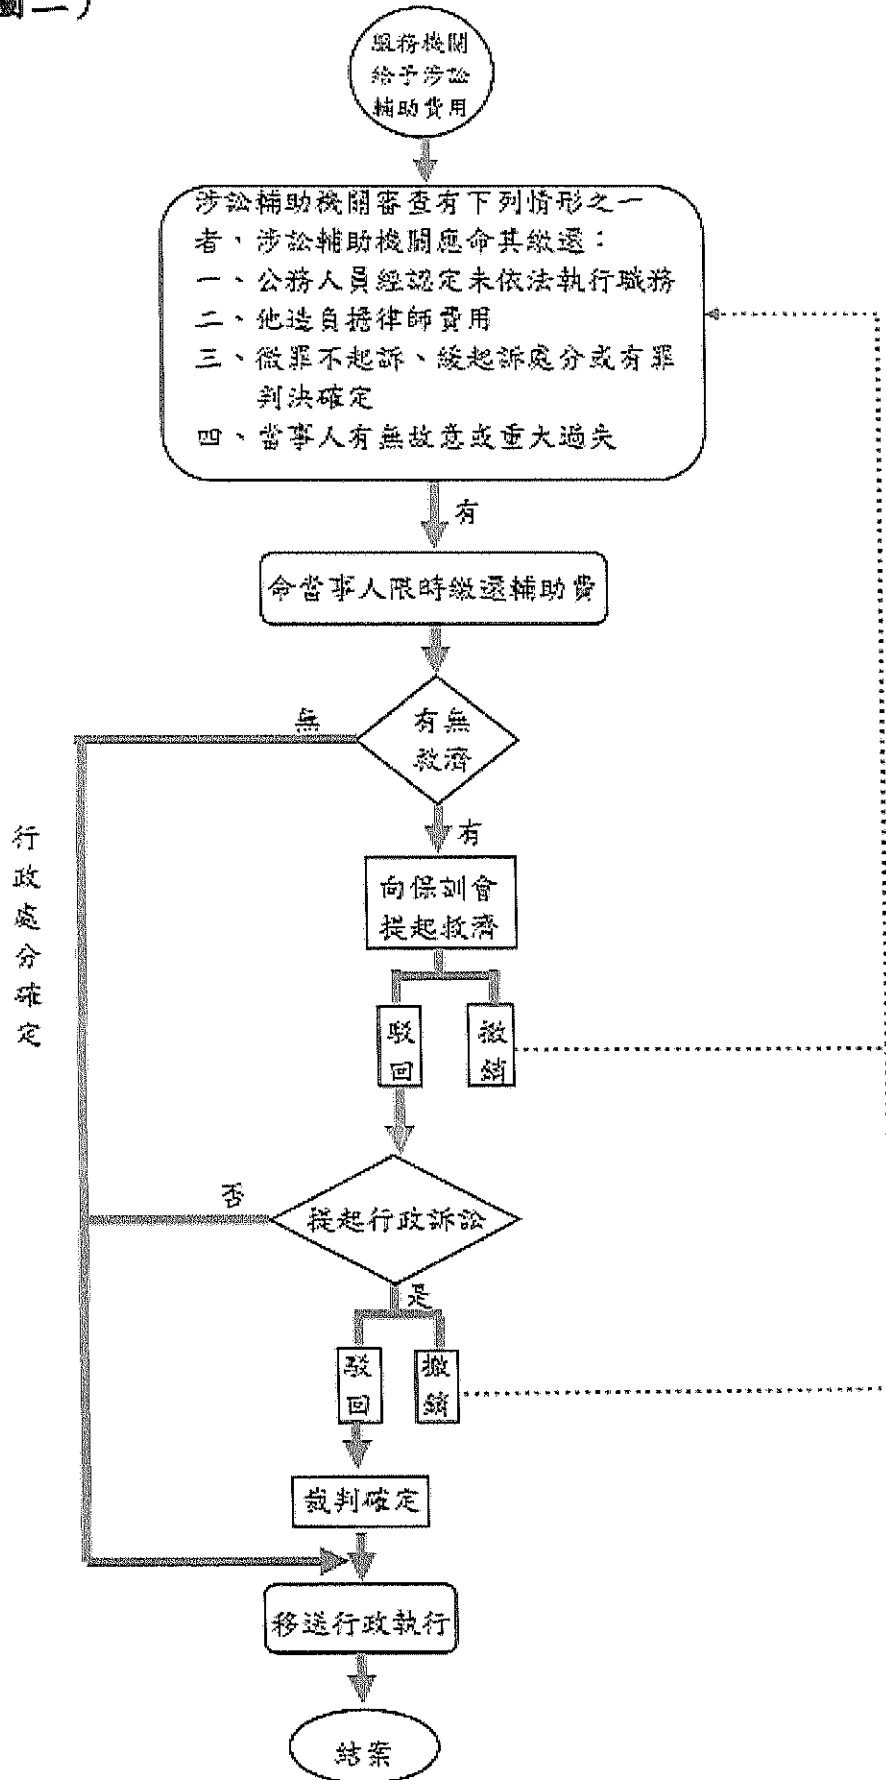 圖二）
服務機關
給予涉訟
輔助費用
涉訟輔助機關審查有下列情形之一
者，涉訟輔助機關應命其繳還：
一、公務人員經認定未依法執行職務
二、他造負擔律師費用
三、微罪不起訴、緩起訴處分或有罪
判決確定
四、當事人有無故意或重大過失
有
命當事人限時繳還輔助費
無
有無
救濟
有
行政處分確定
向保訓會
提起救濟
駁回
撤銷
否
提起行政訴訟
是
駁回
撤銷
裁判確定
移送行政執行
結案